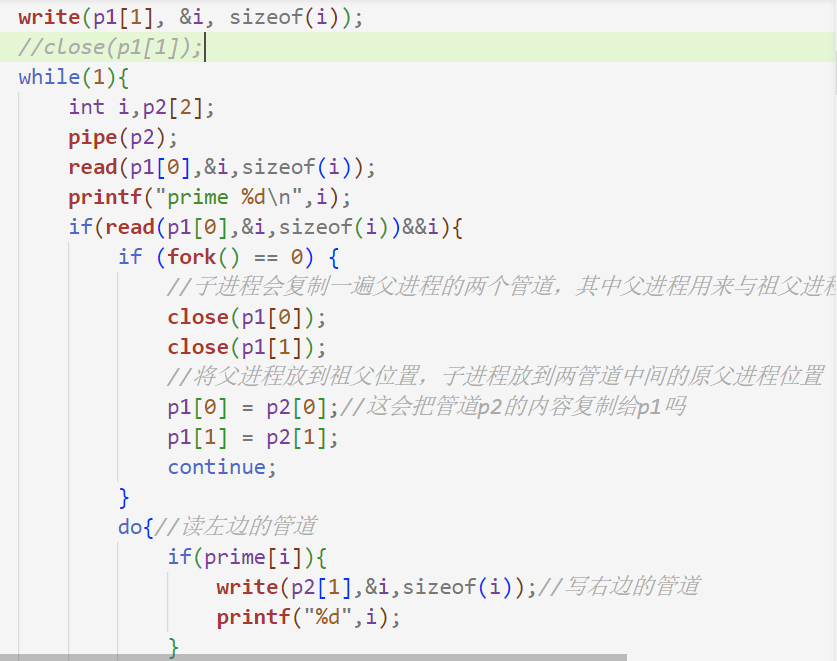 write(p1[1], &i, sizeof(i));
//close(p1[1]);
while(1){
int i,p2[2];
pipe(p2);
read(p1[0],&i,sizeof(i));
printf("prime %d\n",i);
if(read(p1[0],&i,sizeof(i))&&i){
if (fork() == 0) {
//子进程会复制一遍父进程的两个管道，其中父进程用来与祖父进程
close(p1[0]);
close(p1[1]);
//将父进程放到祖父位置，子进程放到两管道中间的原父进程位置
p1[0] = p2[0];//这会把管道p2的内容复制给p1吗
p1[1] = p2[1];
continue;
}
do{//读左边的管道
if(prime[i]){
write(p2[1],&i,sizeof(i));//写右边的管道
printf("%d",i);
}